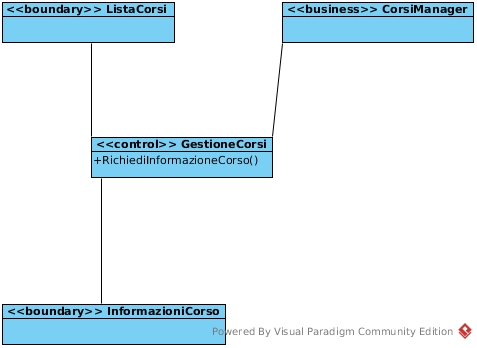 <<boundary>> ListaCorsi
<<business>> CorsiManager
<<control>> GestioneCorsi
+RichiediInformazioneCorso()
<<boundary>> InformazioniCorso
Powered By Visual Paradigm Community Edition